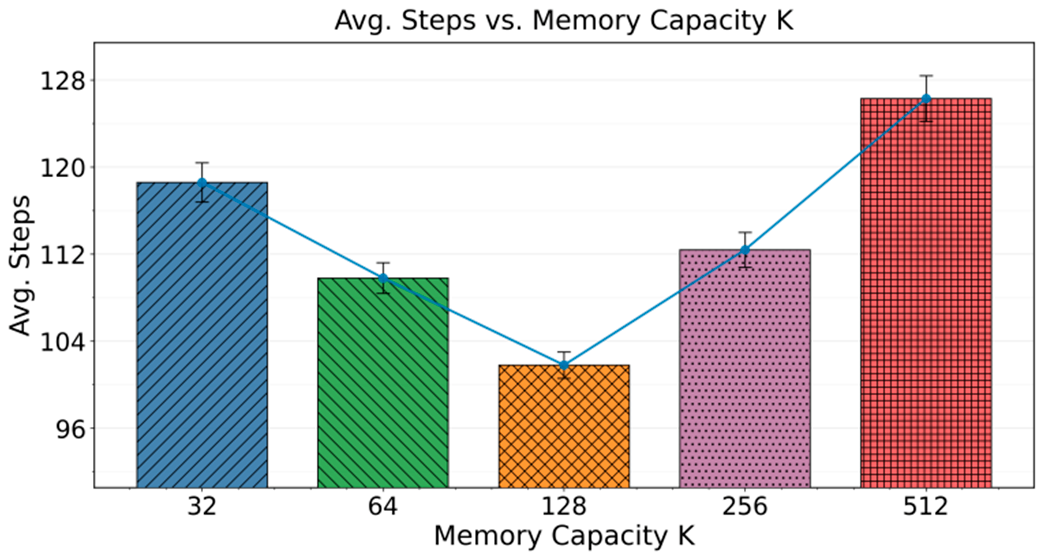 Avg. Steps vs. Memory Capacity K
128
120
112
104
96
Avg. Steps
32 64 128 256 512
Memory Capacity K